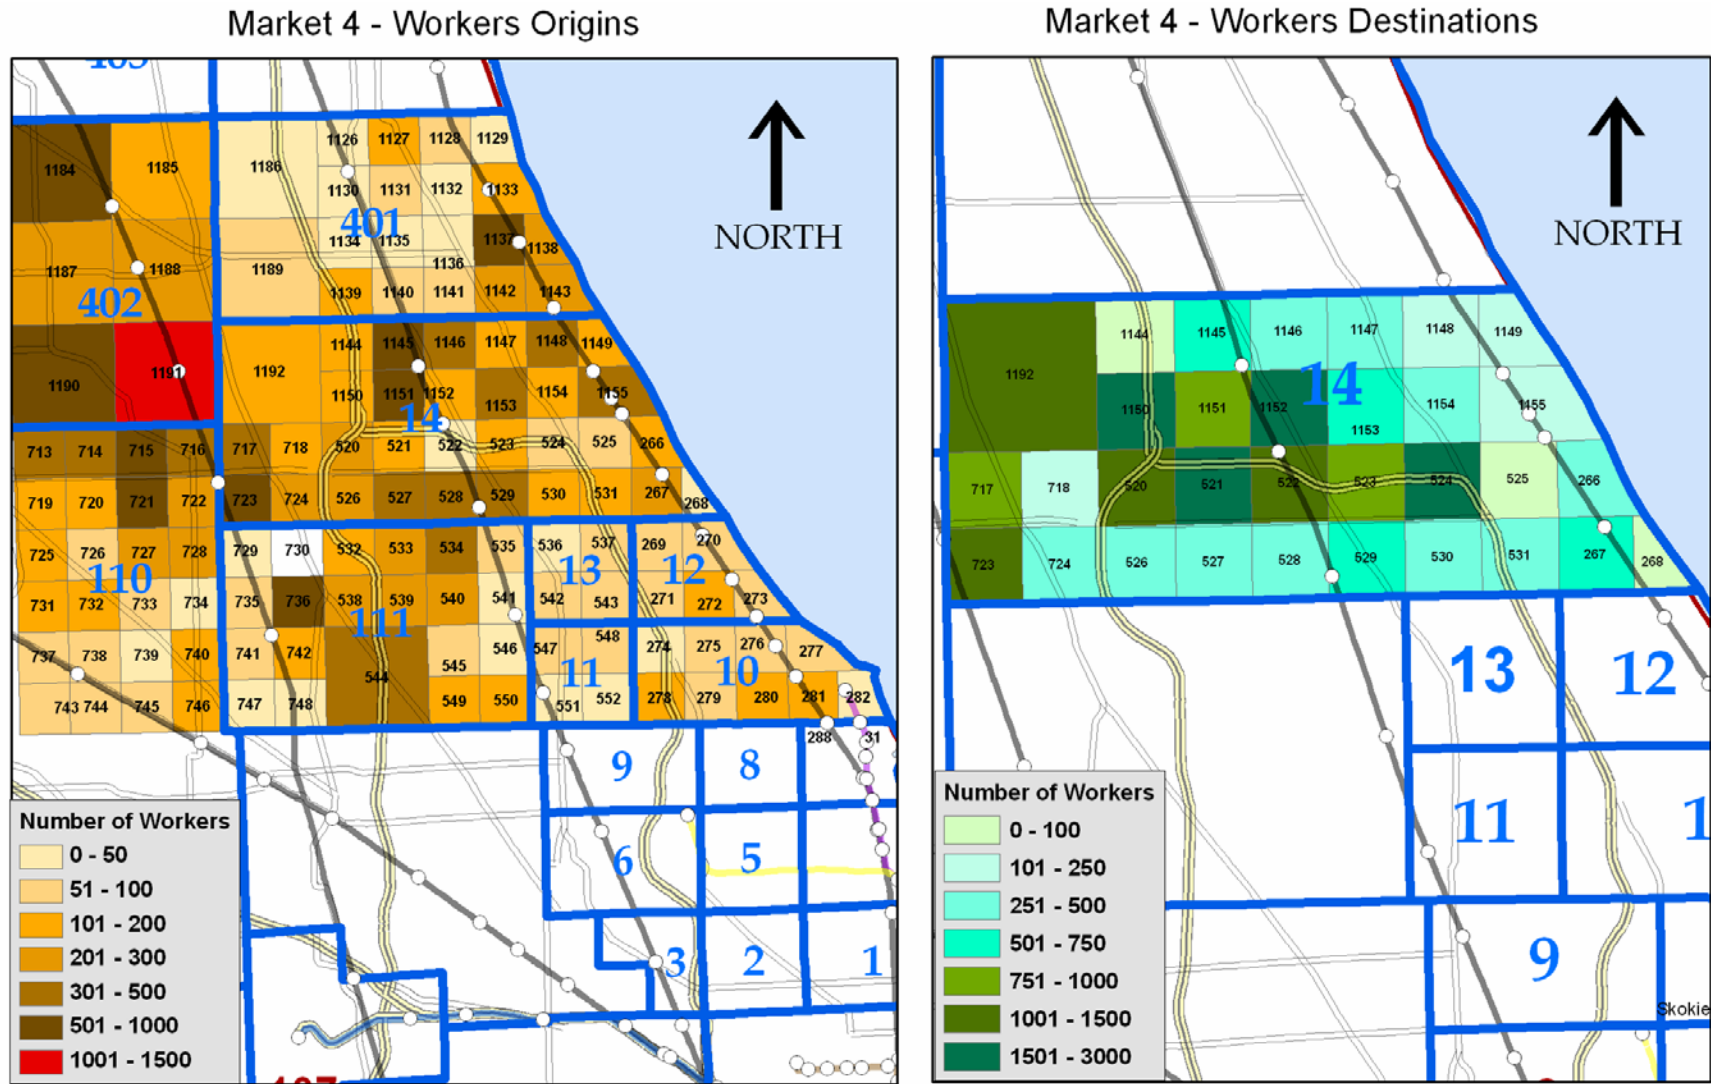 Market 4 - Workers Origins
403
1126 1127 1128 1129
1184 1185 1186
1130 1131 1132 1133
401
1134 1135 1137 1138
1187 1188 1189 1136
402
1139 1140 1141 1142 1143
NORTH
1144 1145 1146 1147 1148 1149
1190 1191 1192
1150 1151 1152 1153 1154 1155
14
713 714 715 716 717 718 520 521 522 523 524 525 266
719 720 721 722 723 724 526 527 528 529 530 531 267 268
725 726 727 728 729 730 532 533 534 535 536 537 269 270
110 13 12
731 732 733 734 735 736 538 539 540 541 542 543 271 272 273
111
737 738 739 740 741 742 544 545 546 547 548 274 275 276 277
11 10
743 744 745 746 747 748 549 550 551 552 278 279 280 281 282
288 31
9 8
6 5
3 2 1
107
Number of Workers
0 - 50
51 - 100
101 - 200
201 - 300
301 - 500
501 - 1000
1001 - 1500
Market 4 - Workers Destinations
NORTH
1144 1145 1146 1147 1148 1149
1192 14
1150 1151 1152 1153 1154 1155
717 718 520 521 522 523 524 525 266
723 724 526 527 528 529 530 531 267 268
13 12
11 1
9
Skokie
Number of Workers
0 - 100
101 - 250
251 - 500
501 - 750
751 - 1000
1001 - 1500
1501 - 3000